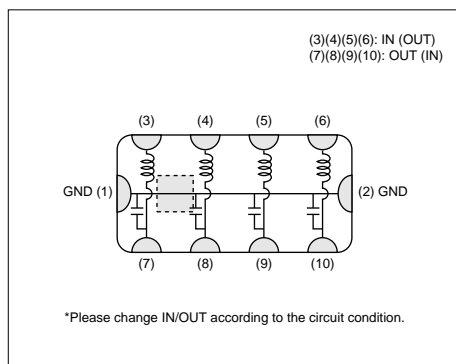 (3)(4)(5)(6): IN (OUT)
(7)(8)(9)(10): OUT (IN)
(3) (4) (5) (6)
GND (1) (2) GND
(7) (8) (9) (10)
*Please change IN/OUT according to the circuit condition.